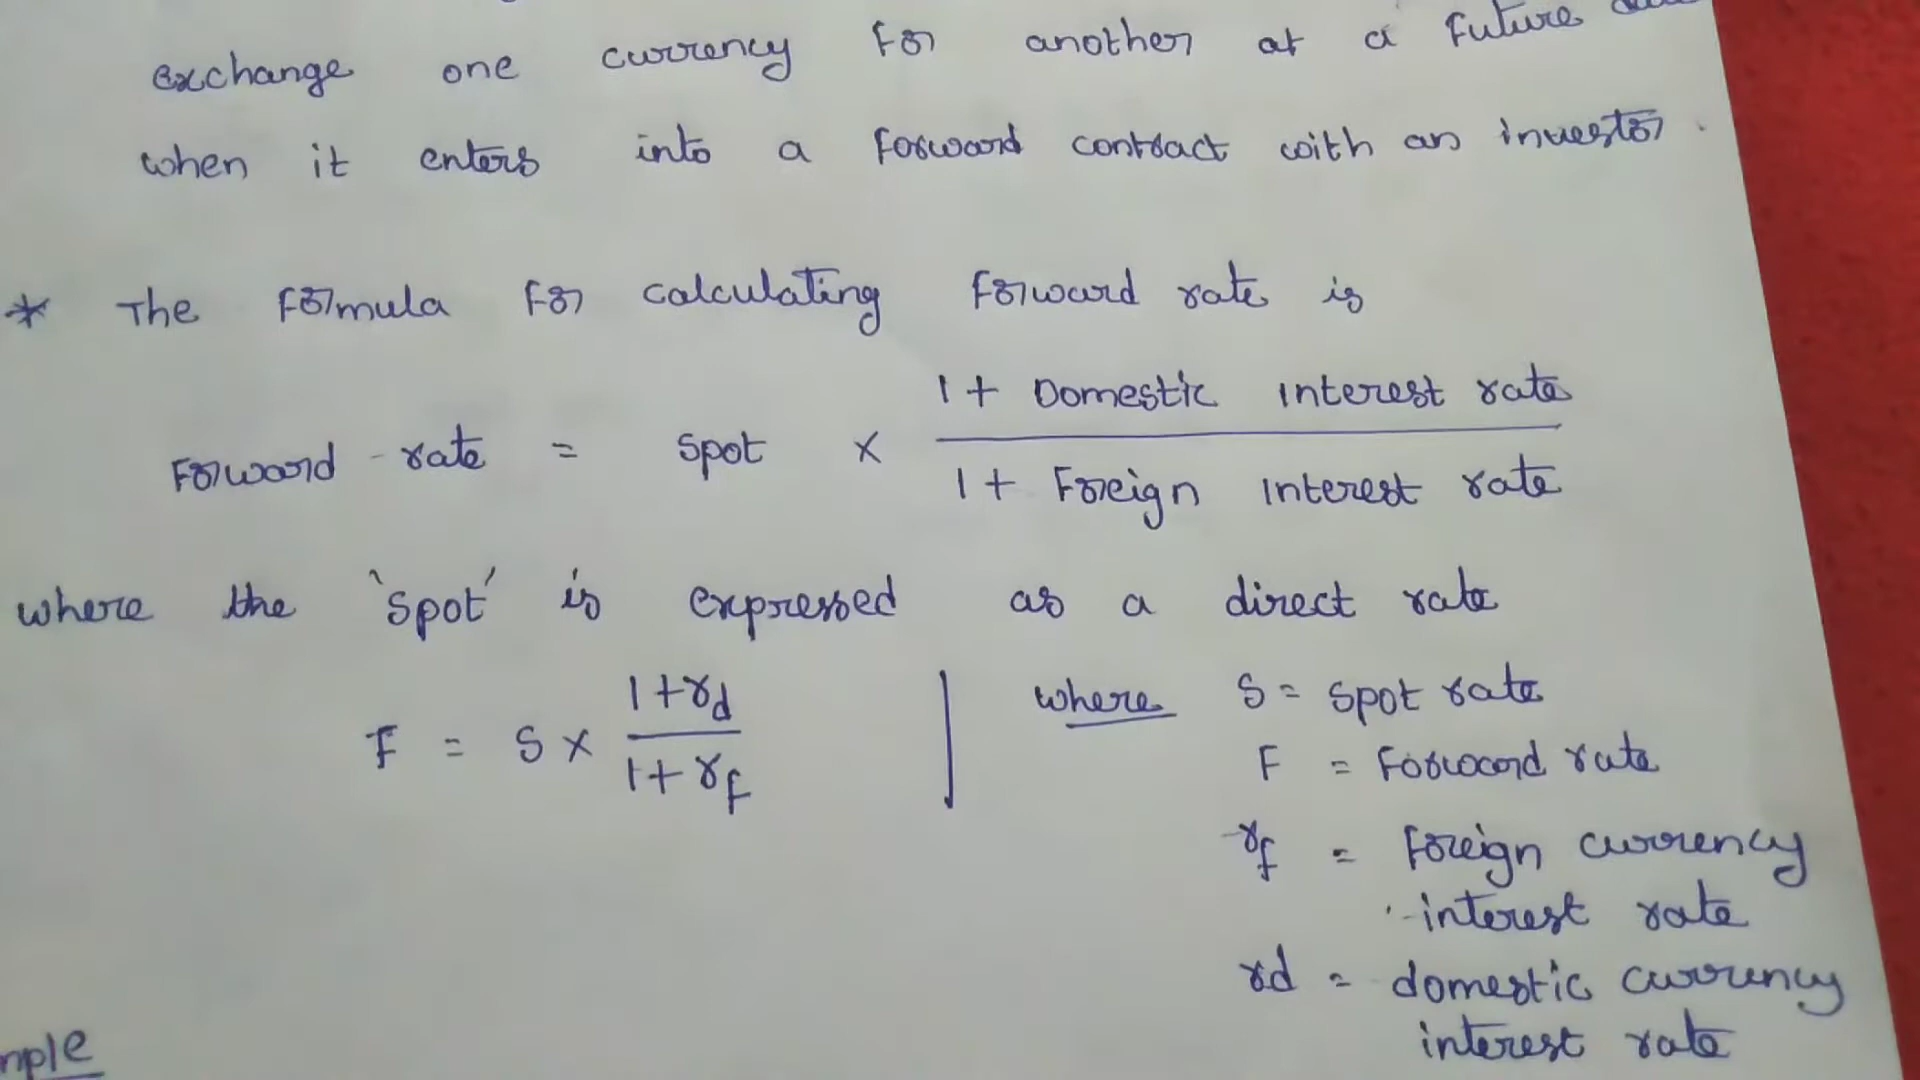 exchange one currency for another at a future
when it enters into a forward contract with an investor.
* The formula for calculating forward rate is
Forward rate = spot × (1 + Domestic interest rate) / (1 + Foreign interest rate)
where the 'spot' is expressed as a direct rate
F = S × (1 + rd) / (1 + rf) | where S = spot rate
F = Forward rate
rf = foreign currency
interest rate
rd = domestic currency
interest rate